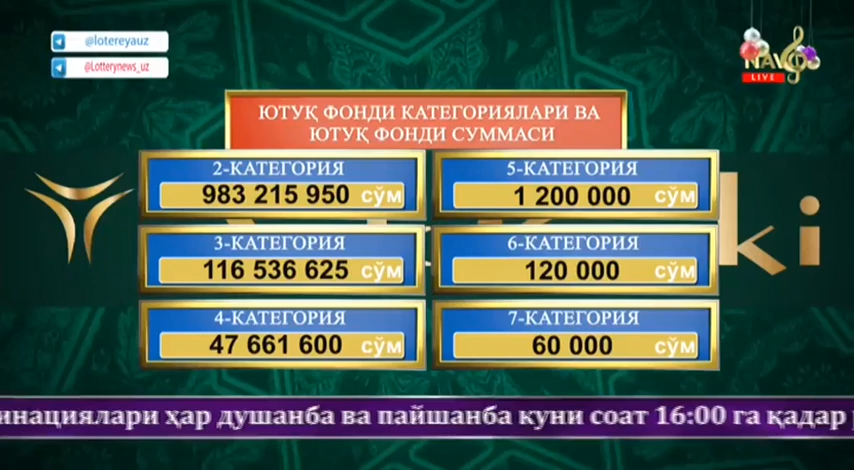 @lotereyauz
@Lotterynews_uz
NAVO
LIVE
ЮТУҚ ФОНДИ КАТЕГОРИЯЛАРИ ВА
ЮТУҚ ФОНДИ СУММАСИ
2-КАТЕГОРИЯ
983 215 950 сўм
3-КАТЕГОРИЯ
116 536 625 сўм
4-КАТЕГОРИЯ
47 661 600 сўм
5-КАТЕГОРИЯ
1 200 000 сўм
6-КАТЕГОРИЯ
120 000 сўм
7-КАТЕГОРИЯ
60 000 сўм
ki
инациялари ҳар душанба ва пайшанба куни соат 16:00 га қадар